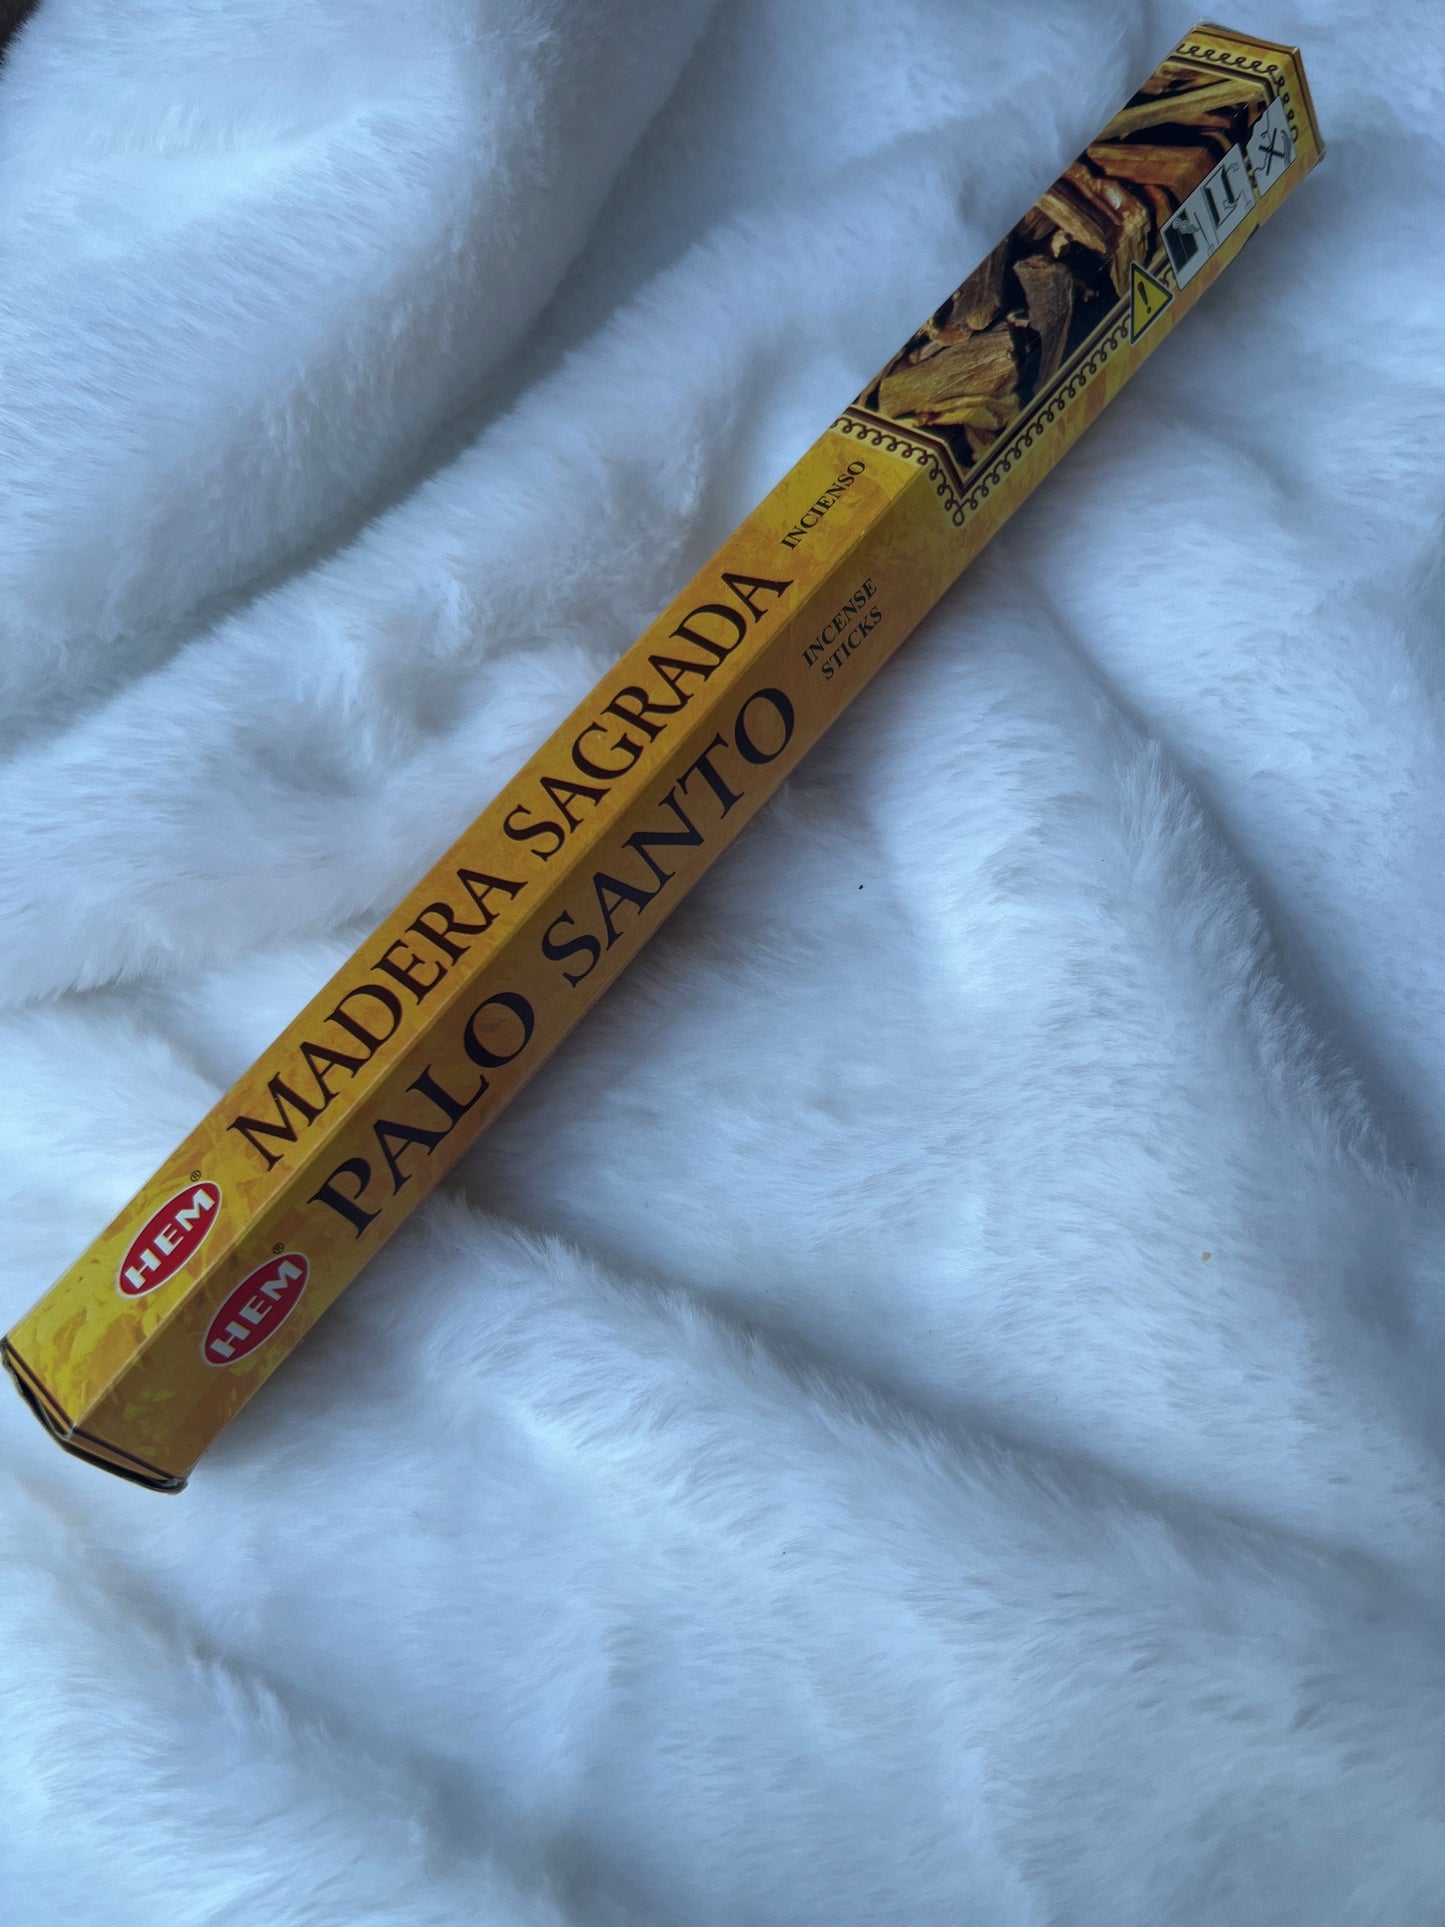 HEM®
MADERA SAGRADA
INCIENSO
HEM®
PALO SANTO
INCENSE
STICKS